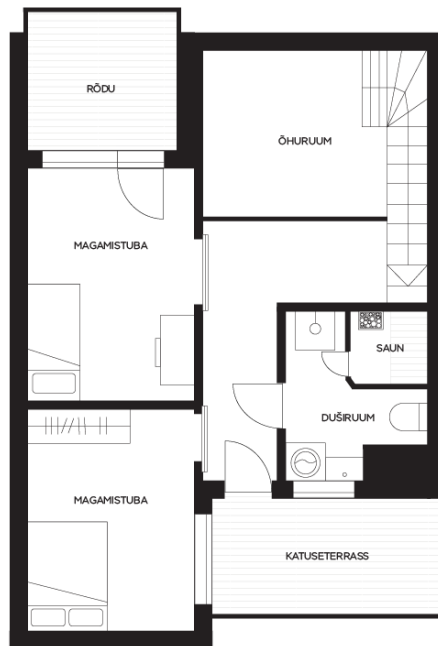 RÕDU
ÕHURUUM
MAGAMISTUBA
SAUN
DUŠIRUUM
MAGAMISTUBA
KATUSETERRASS